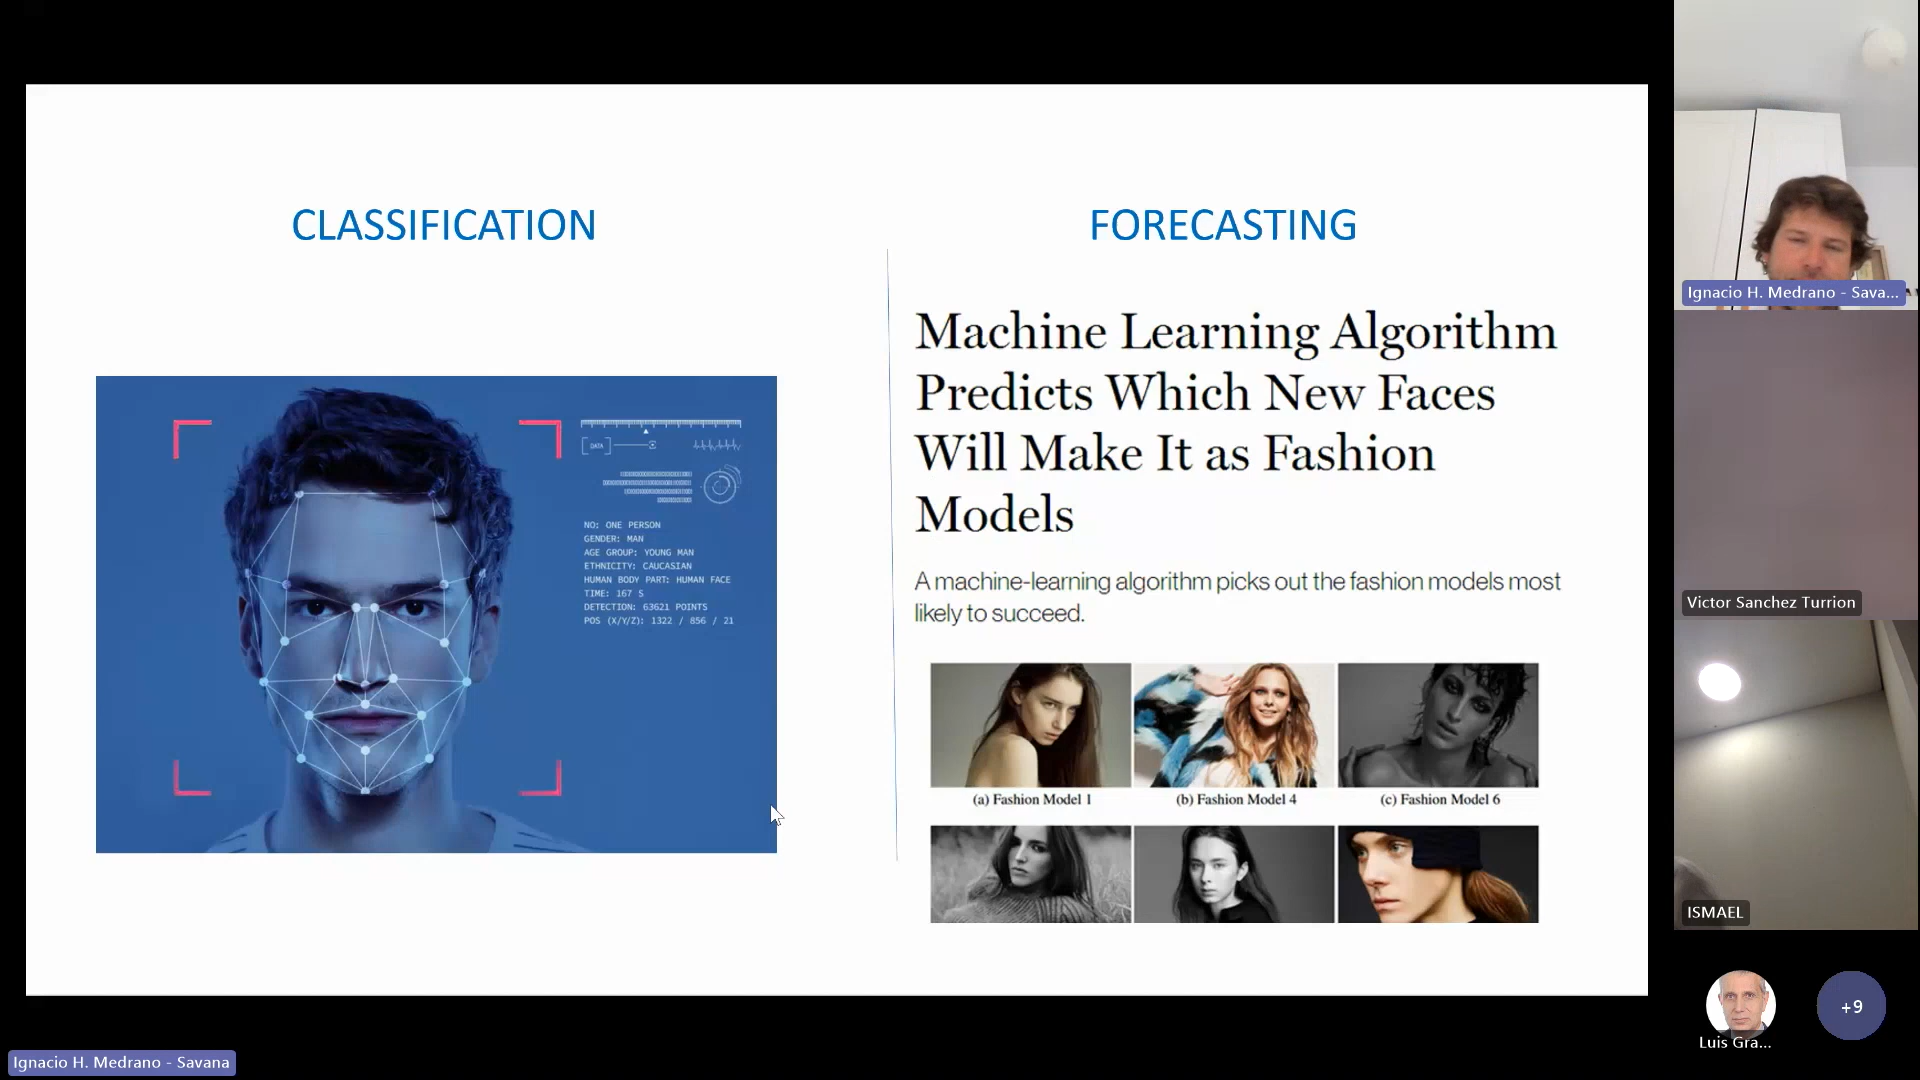 CLASSIFICATION
DATA
NO: ONE PERSON
GENDER: MAN
AGE GROUP: YOUNG MAN
ETHNICITY: CAUCASIAN
HUMAN BODY PART: HUMAN FACE
TIME: 167 S
DETECTION: 63621 POINTS
POS (X/Y/Z): 1322 / 856 / 21
FORECASTING
Machine Learning Algorithm
Predicts Which New Faces
Will Make It as Fashion
Models
A machine-learning algorithm picks out the fashion models most
likely to succeed.
(a) Fashion Model 1
(b) Fashion Model 4
(c) Fashion Model 6
Ignacio H. Medrano - Sava...
Victor Sanchez Turrion
ISMAEL
Luis Gra...
+9
Ignacio H. Medrano - Savana